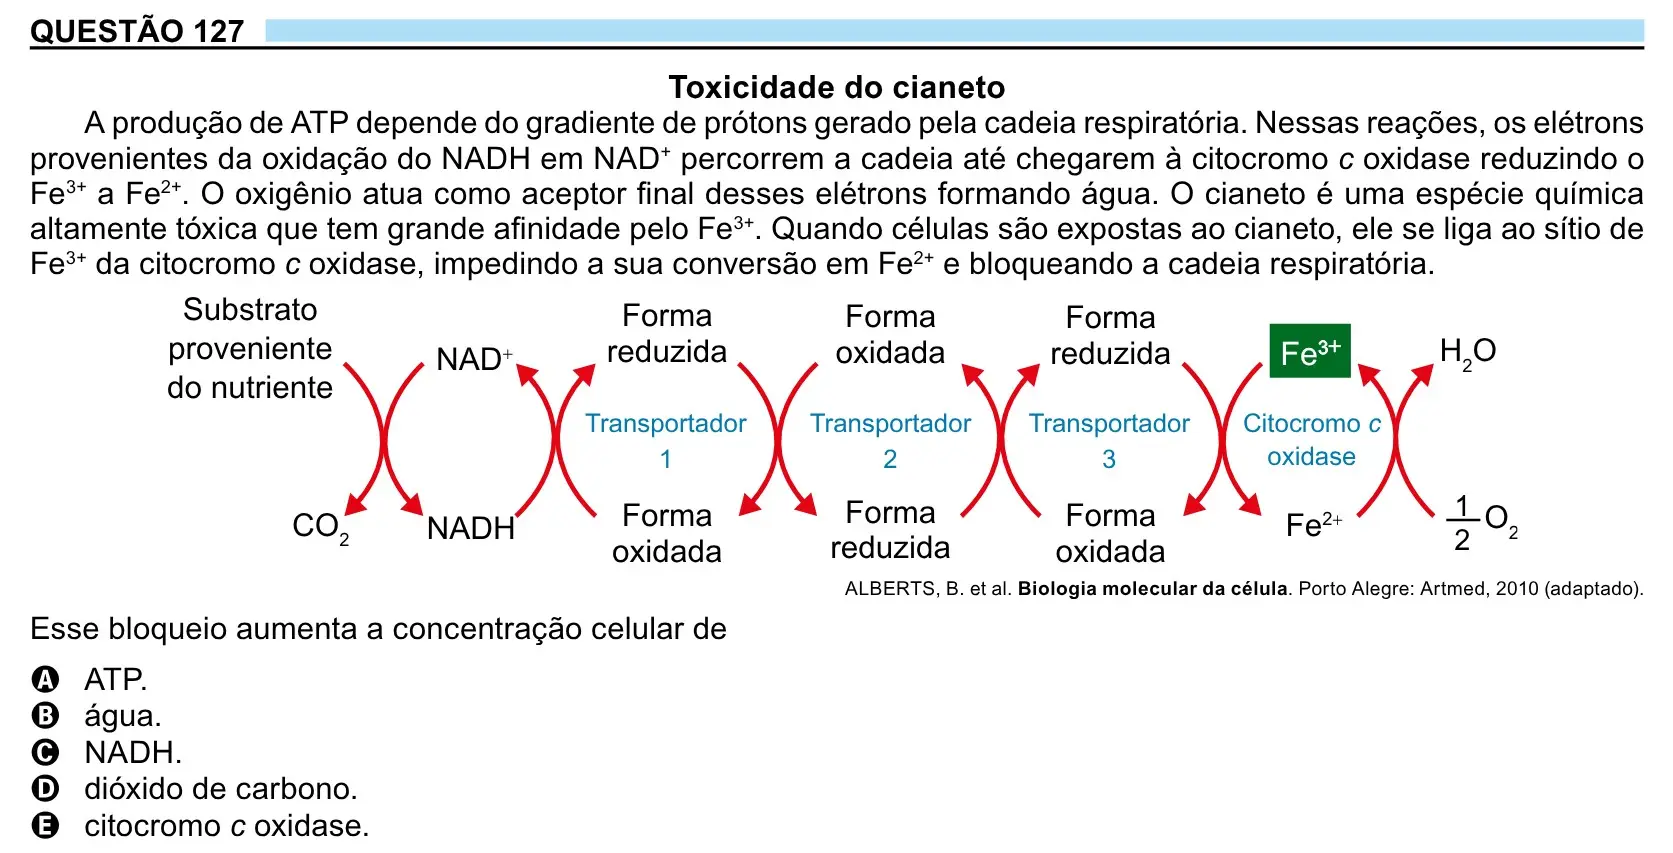 QUESTÃO 127
Toxicidade do cianeto
A produção de ATP depende do gradiente de prótons gerado pela cadeia respiratória. Nessas reações, os elétrons
provenientes da oxidação do NADH em NAD⁺ percorrem a cadeia até chegarem à citocromo c oxidase reduzindo o
Fe³⁺ a Fe²⁺. O oxigênio atua como aceptor final desses elétrons formando água. O cianeto é uma espécie química
altamente tóxica que tem grande afinidade pelo Fe³⁺. Quando células são expostas ao cianeto, ele se liga ao sítio de
Fe³⁺ da citocromo c oxidase, impedindo a sua conversão em Fe²⁺ e bloqueando a cadeia respiratória.
Substrato
proveniente
do nutriente
NAD⁺
Forma
reduzida
Forma
oxidada
Forma
reduzida
Fe³⁺
H₂O
Transportador
1
Transportador
2
Transportador
3
Citocromo c
oxidase
CO₂
NADH
Forma
oxidada
Forma
reduzida
Forma
oxidada
Fe²⁺
1/2 O₂
ALBERTS, B. et al. Biologia molecular da célula. Porto Alegre: Artmed, 2010 (adaptado).
Esse bloqueio aumenta a concentração celular de
A ATP.
B água.
C NADH.
D dióxido de carbono.
E citocromo c oxidase.